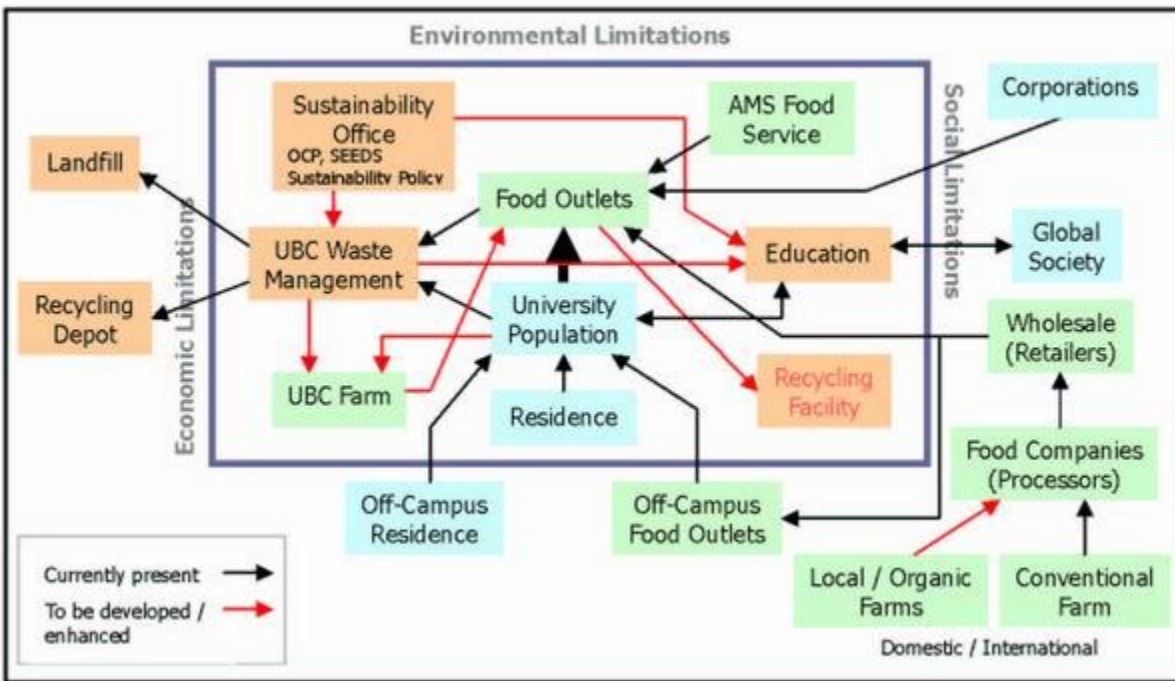 Environmental Limitations
Sustainability
Office
OCP, SEEDS
Sustainability Policy
AMS Food
Service
Corporations
Social Limitations
Landfill
Food Outlets
UBC Waste
Management
Education
Global
Society
Recycling
Depot
Economic Limitations
University
Population
Wholesale
(Retailers)
UBC Farm
Residence
Recycling
Facility
Food Companies
(Processors)
Off-Campus
Residence
Off-Campus
Food Outlets
Currently present
To be developed /
enhanced
Local / Organic
Farms
Conventional
Farm
Domestic / International